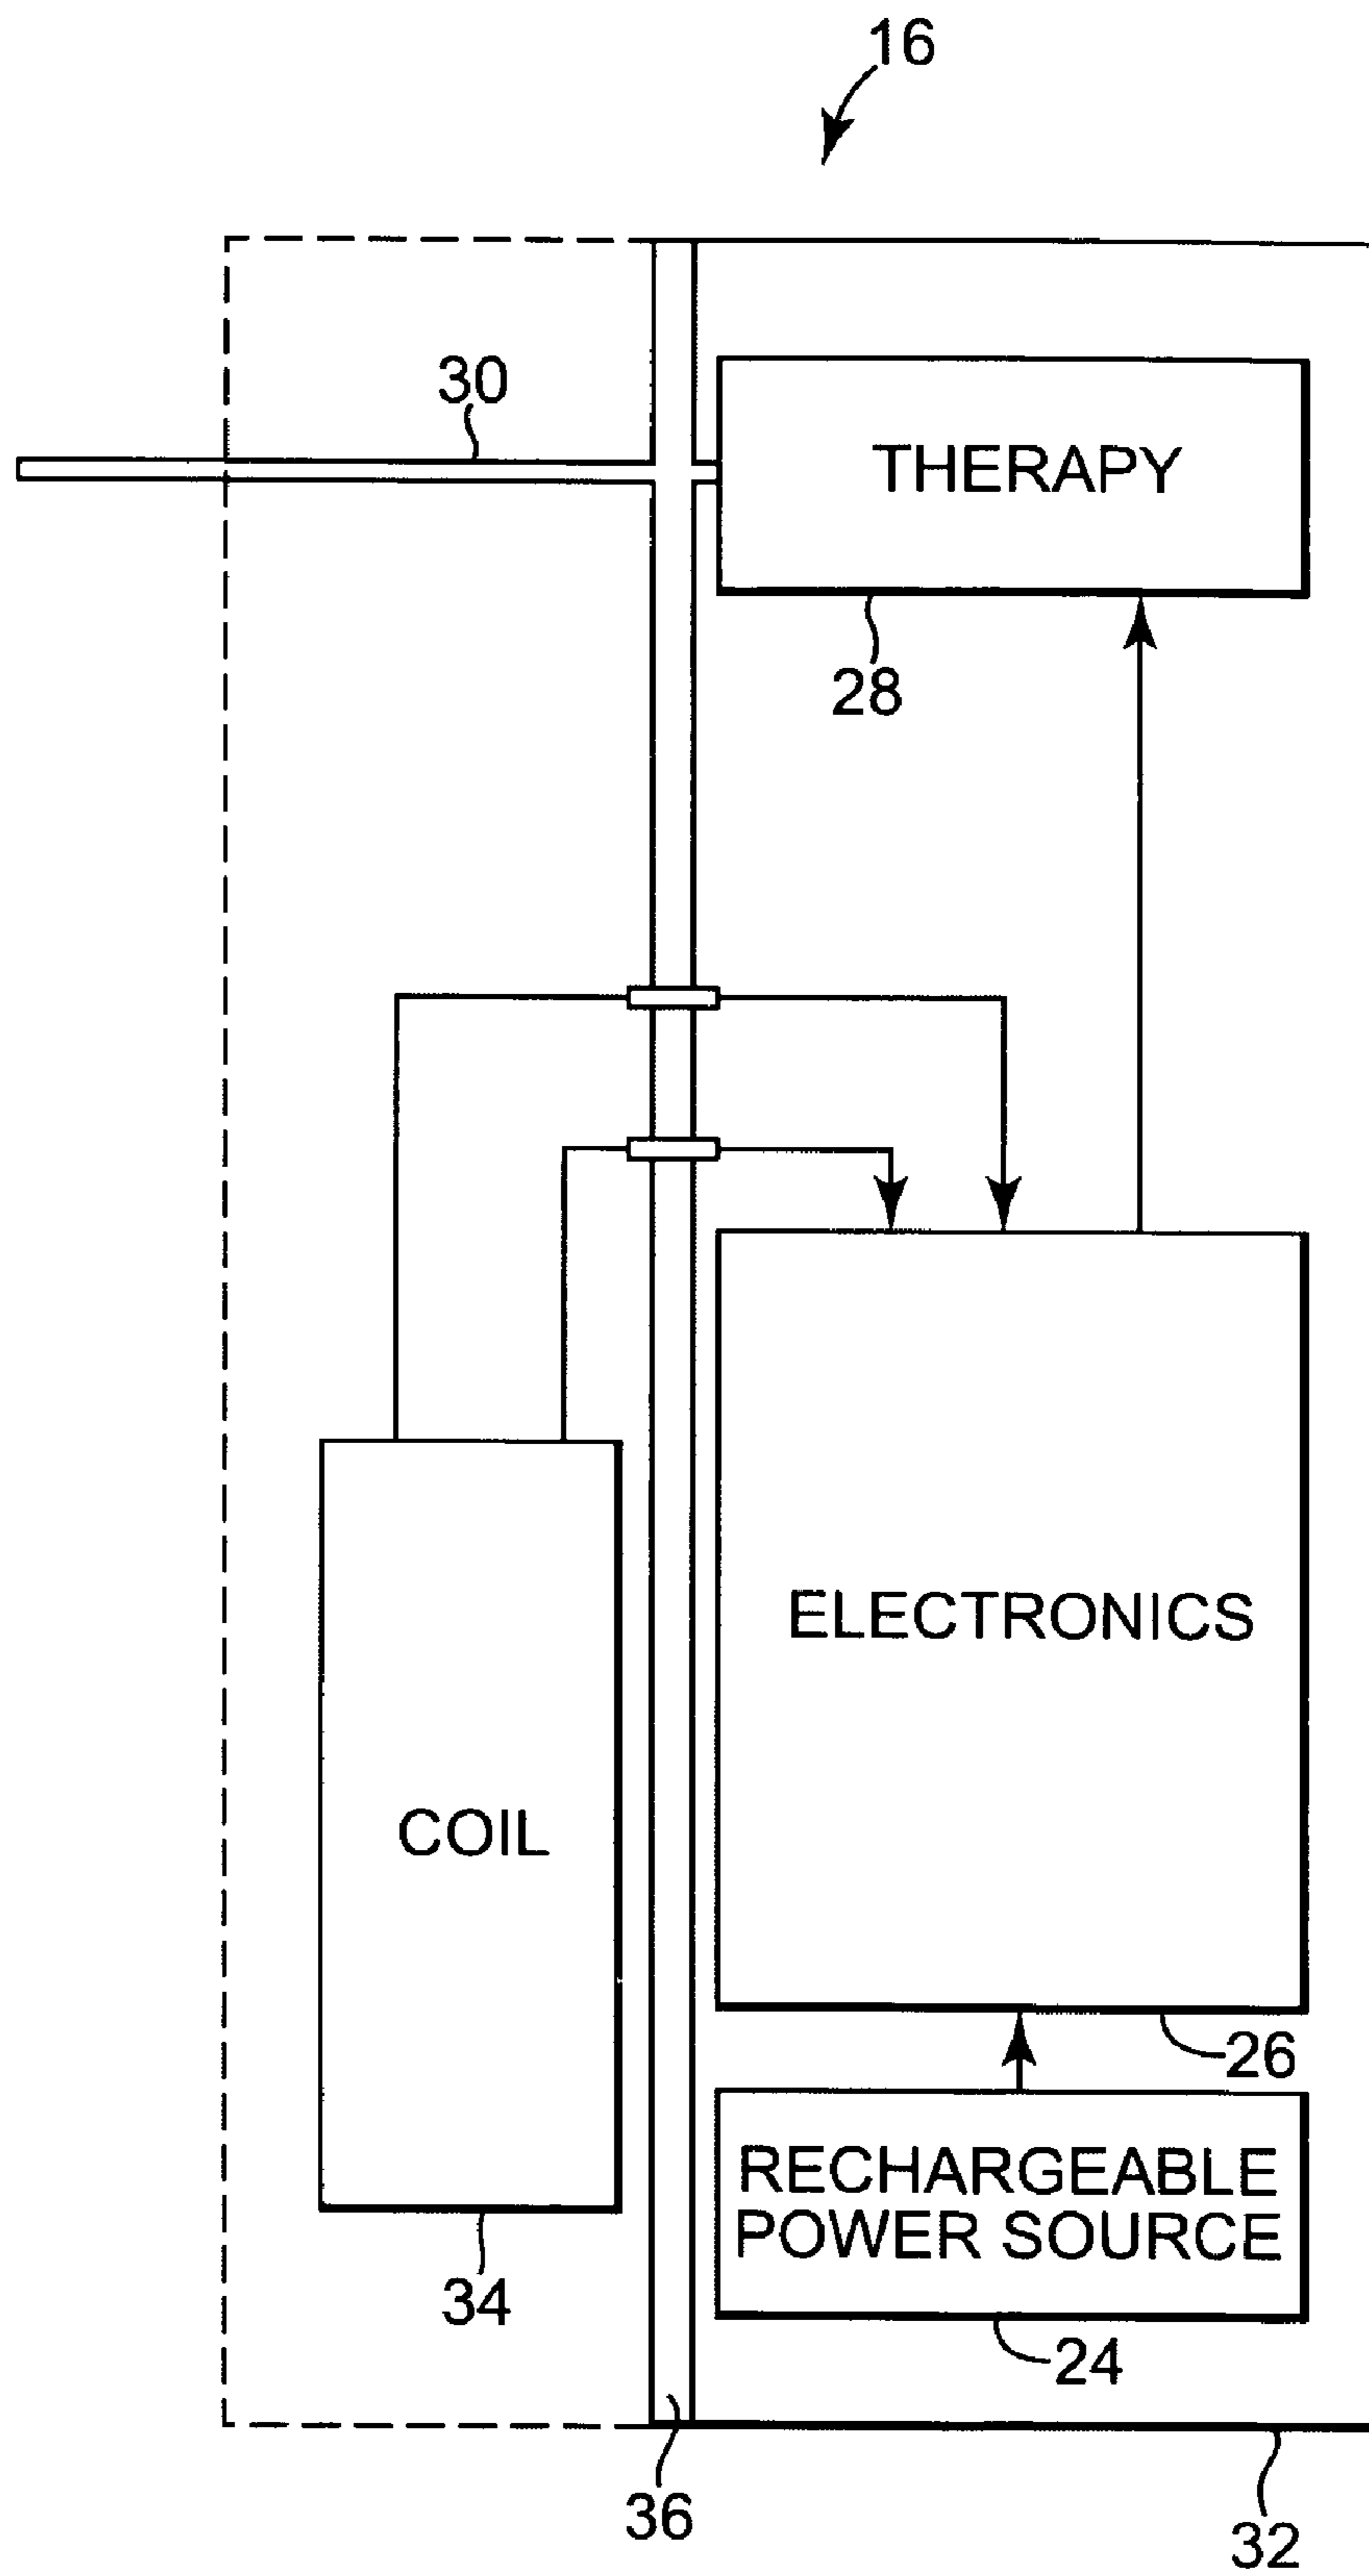 16
30
THERAPY
28
ELECTRONICS
COIL
26
RECHARGEABLE
POWER SOURCE
34
24
36
32